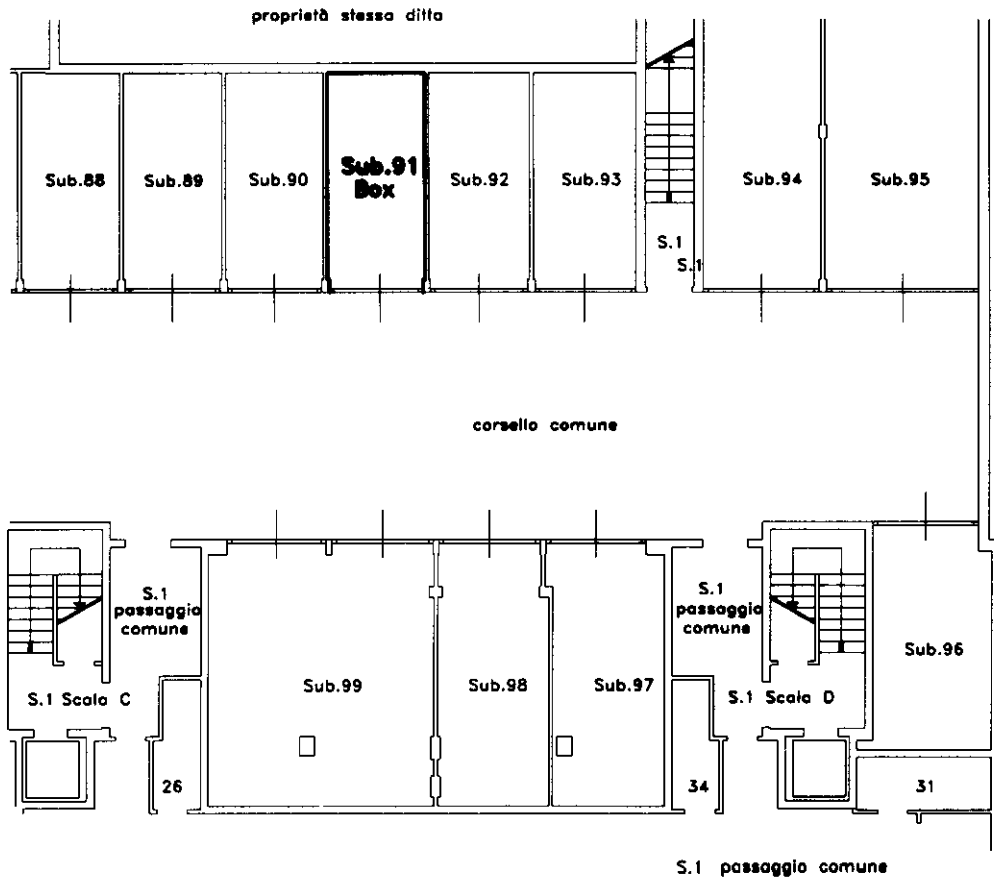 proprietà stessa ditta
Sub.88
Sub.89
Sub.90
Sub.91
Box
Sub.92
Sub.93
Sub.94
Sub.95
S.1
S.1
corsello comune
S.1
passaggio
comune
S.1
passaggio
comune
Sub.96
S.1 Scala C
Sub.99
Sub.98
Sub.97
S.1 Scala D
26
34
31
S.1 passaggio comune